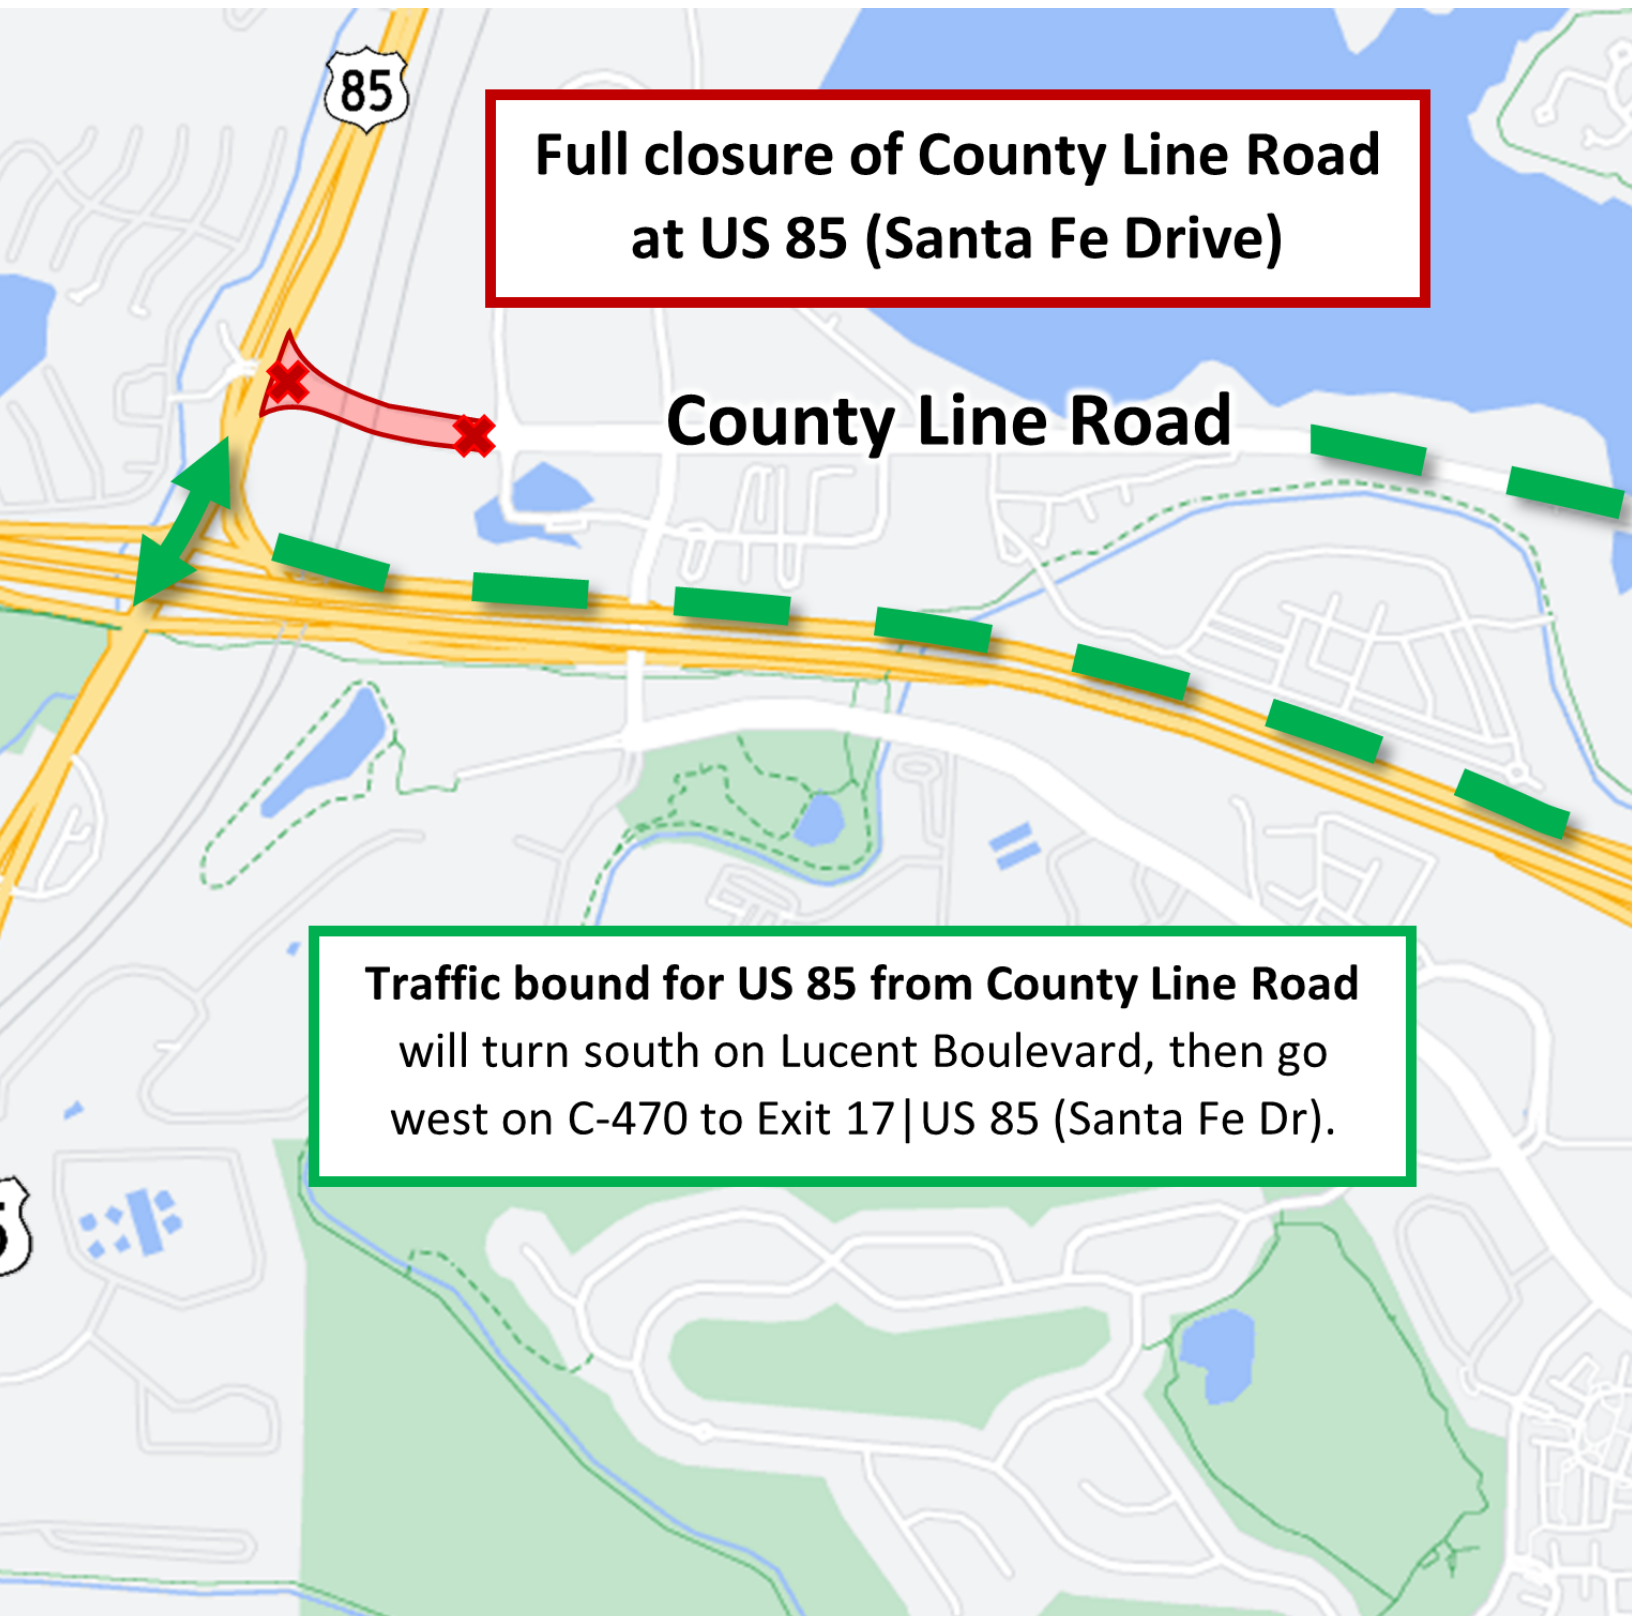 85
Full closure of County Line Road
at US 85 (Santa Fe Drive)
County Line Road
Traffic bound for US 85 from County Line Road
will turn south on Lucent Boulevard, then go
west on C-470 to Exit 17|US 85 (Santa Fe Dr).
5